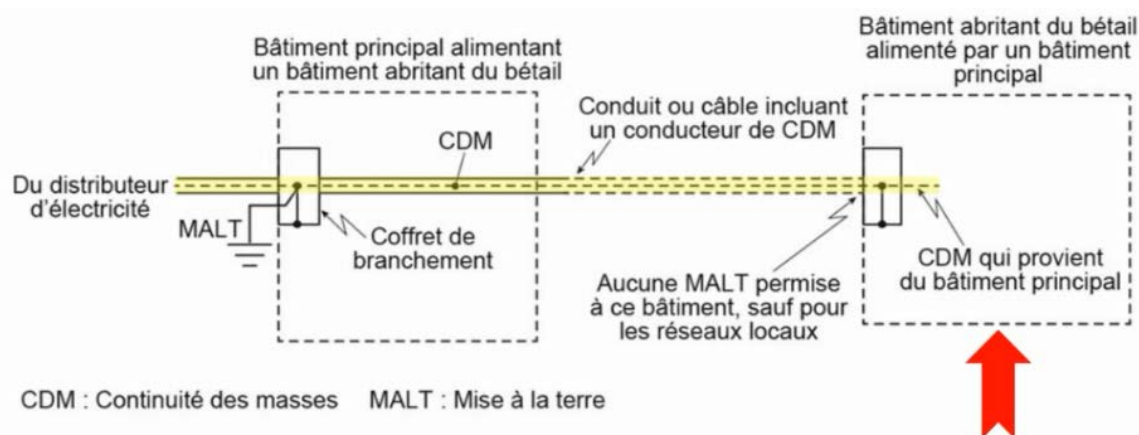 Bâtiment principal alimentant
un bâtiment abritant du bétail
Bâtiment abritant du bétail
alimenté par un bâtiment
principal
Conduit ou câble incluant
un conducteur de CDM
CDM
Du distributeur
d'électricité
MALT
Coffret de
branchement
Aucune MALT permise
à ce bâtiment, sauf pour
les réseaux locaux
CDM qui provient
du bâtiment principal
CDM : Continuité des masses MALT : Mise à la terre